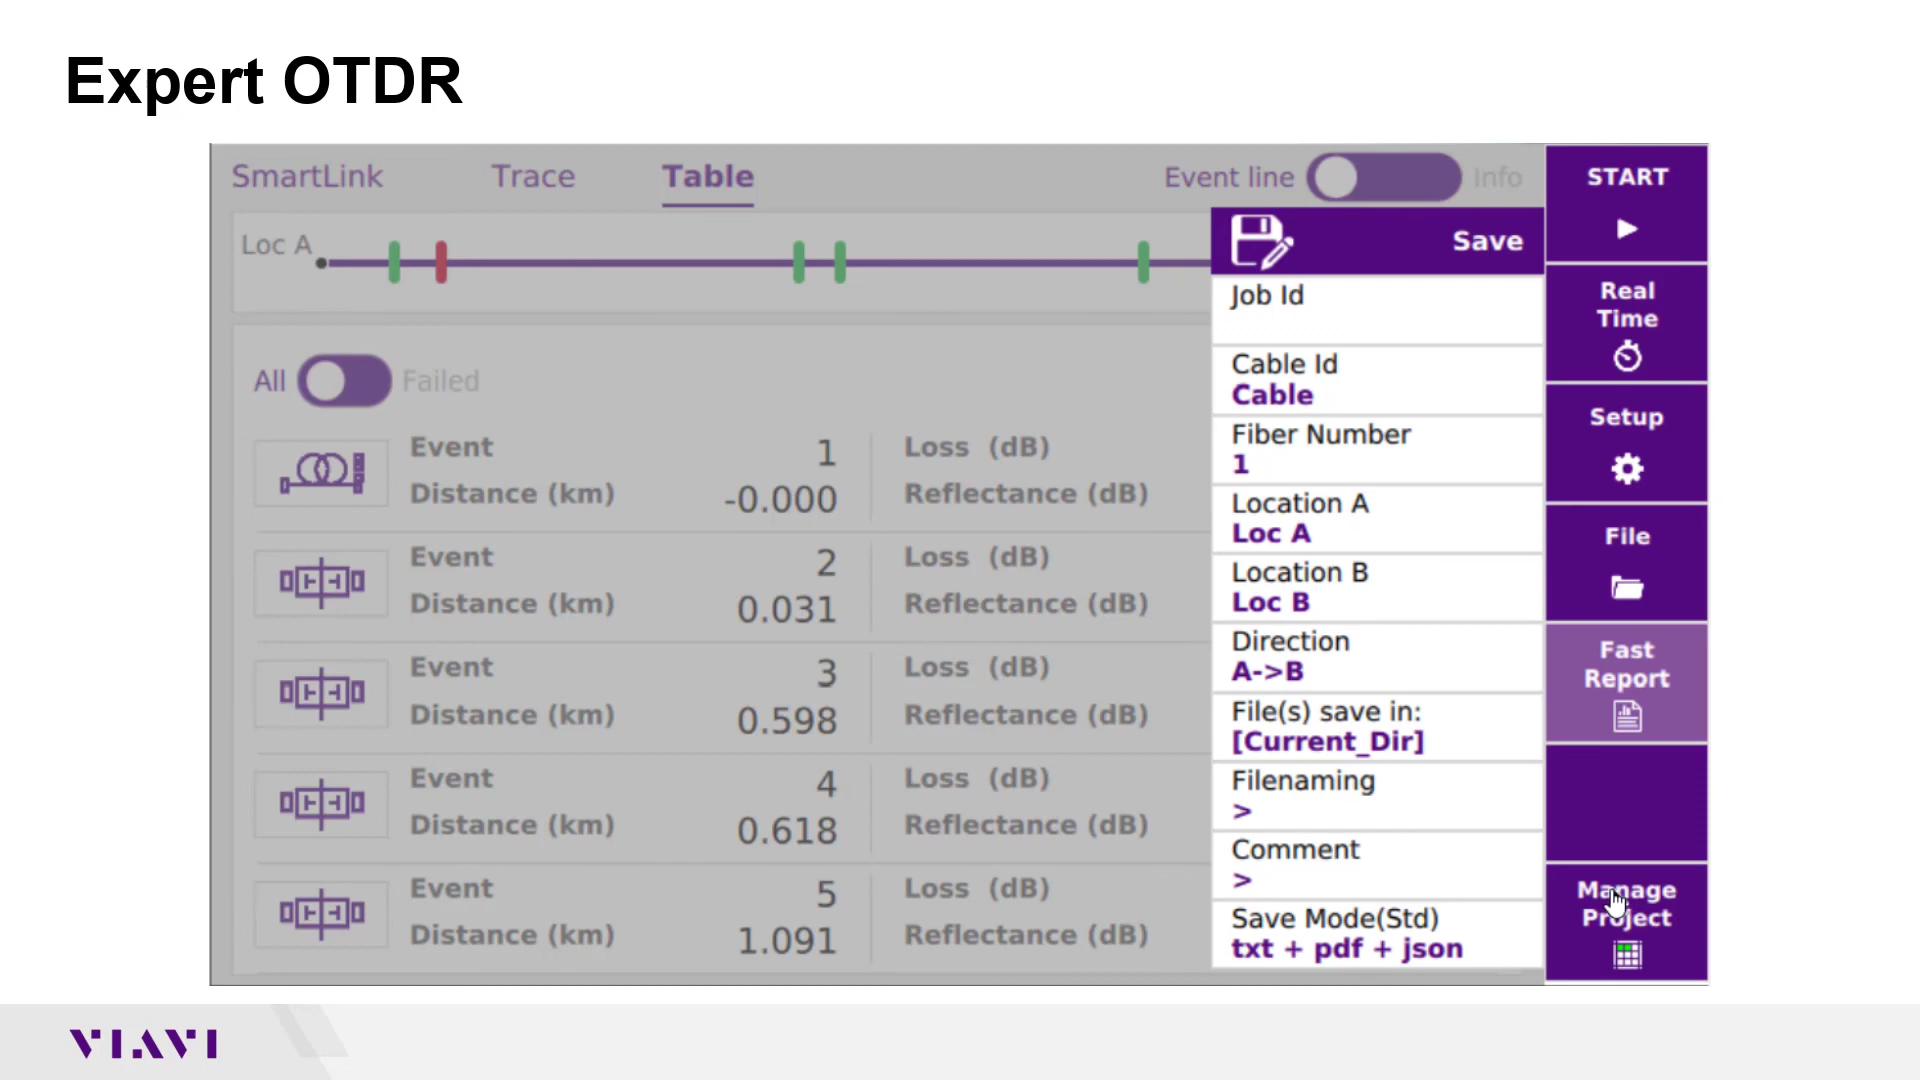 Expert OTDR
SmartLink
Trace
Table
Event line
Info
Loc A
All
Failed
Event 1 Loss (dB)
Distance (km) -0.000 Reflectance (dB)
Event 2 Loss (dB)
Distance (km) 0.031 Reflectance (dB)
Event 3 Loss (dB)
Distance (km) 0.598 Reflectance (dB)
Event 4 Loss (dB)
Distance (km) 0.618 Reflectance (dB)
Event 5 Loss (dB)
Distance (km) 1.091 Reflectance (dB)
Save
Job Id
Cable Id
Cable
Fiber Number
1
Location A
Loc A
Location B
Loc B
Direction
A->B
File(s) save in:
[Current_Dir]
Filenaming
>
Comment
>
Save Mode(Std)
txt + pdf + json
START
Real
Time
Setup
File
Fast
Report
Manage
Project
VIAVI